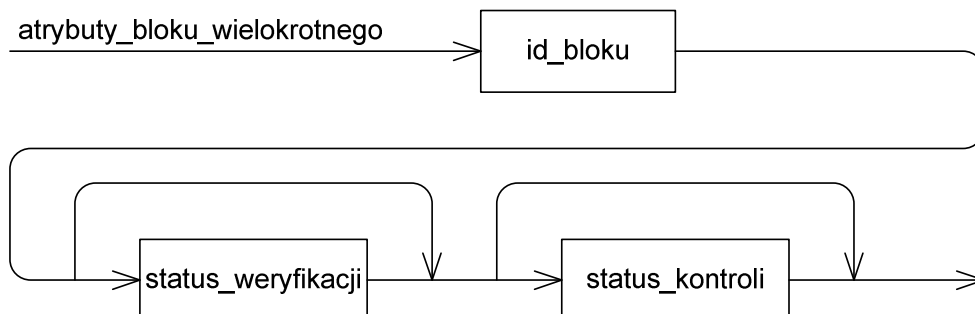 atrybuty_bloku_wielokrotnego
id_bloku
status_weryfikacji
status_kontroli